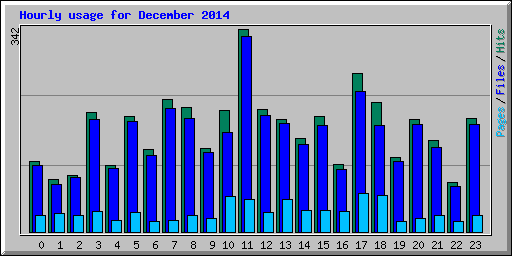 Hourly usage for December 2014
342
Pages/Files/Hits
0 1 2 3 4 5 6 7 8 9 10 11 12 13 14 15 16 17 18 19 20 21 22 23